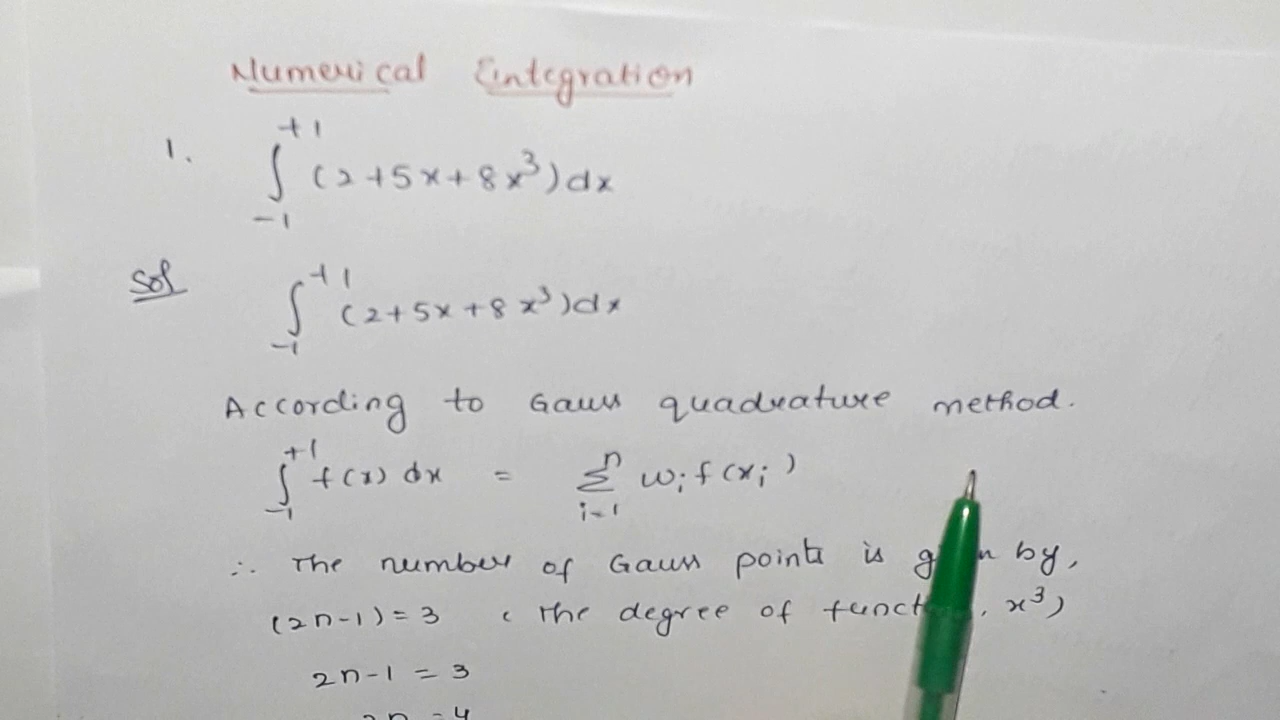 Numerical Integration
1. ∫₋₁⁺¹ (2+5x+8x³)dx
Sol ∫₋₁⁺¹ (2+5x+8x³)dx
According to Gauss quadrature method.
∫₋₁⁺¹ f(x) dx = Σᵢ₌₁ⁿ wᵢ f(xᵢ)
∴ The number of Gauss points is by,
(2n-1) = 3 ( The degree of , x³)
2n-1 = 3
2n = 4